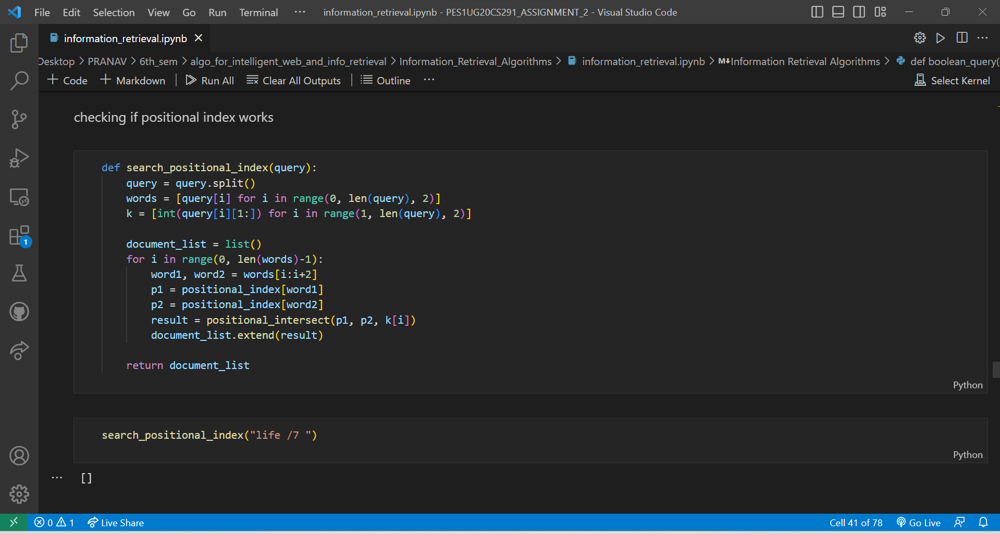 File Edit Selection View Go Run Terminal ··· information_retrieval.ipynb - PES1UG20CS291_ASSIGNMENT_2 - Visual Studio Code
information_retrieval.ipynb
Desktop > PRANAV > 6th_sem > algo_for_intelligent_web_and_info_retrieval > Information_Retrieval_Algorithms > information_retrieval.ipynb > M↓Information Retrieval Algorithms > def boolean_query(
+ Code + Markdown | Run All Clear All Outputs | Outline ··· Select Kernel
checking if positional index works
def search_positional_index(query):
    query = query.split()
    words = [query[i] for i in range(0, len(query), 2)]
    k = [int(query[i][1:]) for i in range(1, len(query), 2)]
    document_list = list()
    for i in range(0, len(words)-1):
        word1, word2 = words[i:i+2]
        p1 = positional_index[word1]
        p2 = positional_index[word2]
        result = positional_intersect(p1, p2, k[i])
        document_list.extend(result)
    return document_list
Python
1
search_positional_index("life /7 ")
Python
··· []
0 1 Live Share Cell 41 of 78 Go Live